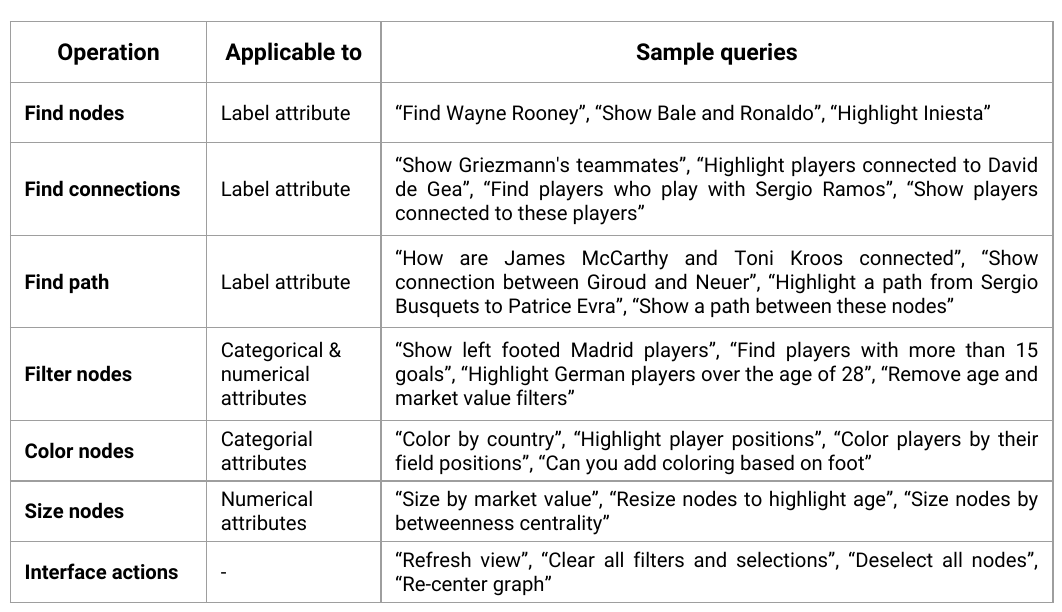 Operation
Applicable to
Sample queries
Find nodes
Label attribute
“Find Wayne Rooney”, “Show Bale and Ronaldo”, “Highlight Iniesta”
Find connections
Label attribute
“Show Griezmann's teammates”, “Highlight players connected to David
de Gea”, “Find players who play with Sergio Ramos”, “Show players
connected to these players”
Find path
Label attribute
“How are James McCarthy and Toni Kroos connected”, “Show
connection between Giroud and Neuer”, “Highlight a path from Sergio
Busquets to Patrice Evra”, “Show a path between these nodes”
Filter nodes
Categorical &
numerical
attributes
“Show left footed Madrid players”, “Find players with more than 15
goals”, “Highlight German players over the age of 28”, “Remove age and
market value filters”
Color nodes
Categorial
attributes
“Color by country”, “Highlight player positions”, “Color players by their
field positions”, “Can you add coloring based on foot”
Size nodes
Numerical
attributes
“Size by market value”, “Resize nodes to highlight age”, “Size nodes by
betweenness centrality”
Interface actions
-
“Refresh view”, “Clear all filters and selections”, “Deselect all nodes”,
“Re-center graph”